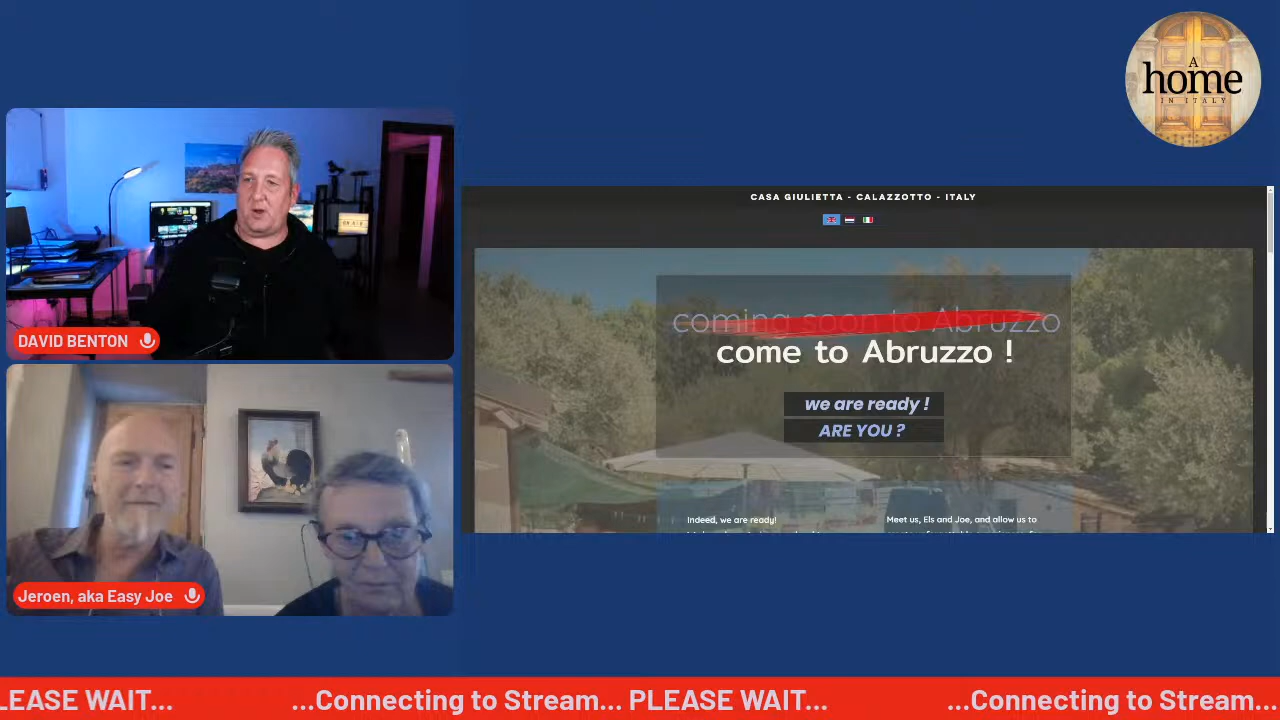 A
home
IN ITALY
DAVID BENTON
Jeroen, aka Easy Joe
CASA GIULIETTA - CALAZZOTTO - ITALY
coming soon to Abruzzo
come to Abruzzo !
we are ready !
ARE YOU ?
Indeed, we are ready!
Meet us, Els and Joe, and allow us to
LEASE WAIT... ...Connecting to Stream... PLEASE WAIT... ...Connecting to Stream...